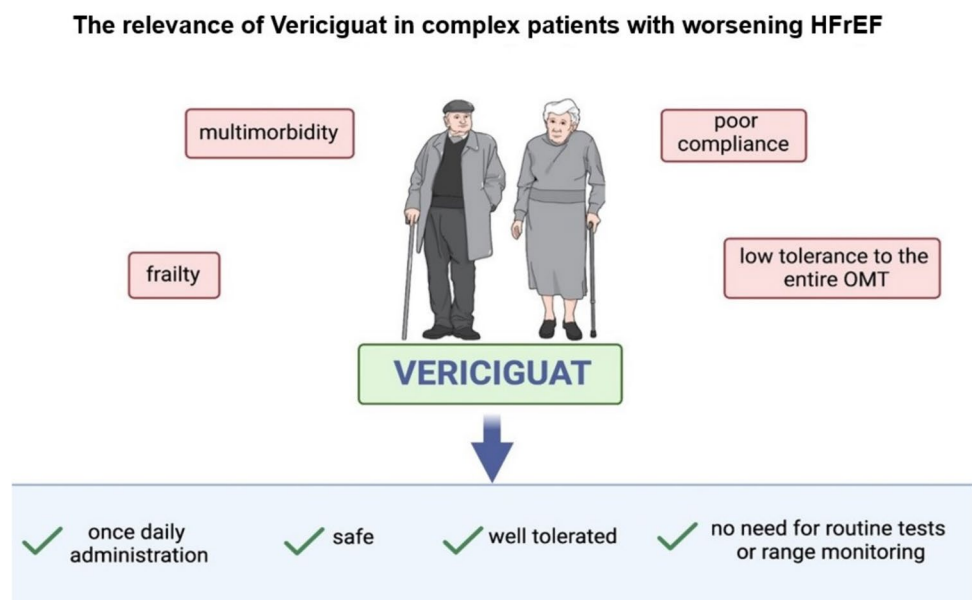 The relevance of Vericiguat in complex patients with worsening HFrEF
multimorbidity
poor
compliance
frailty
low tolerance to the
entire OMT
VERICIGUAT
once daily
administration
safe
well tolerated
no need for routine tests
or range monitoring